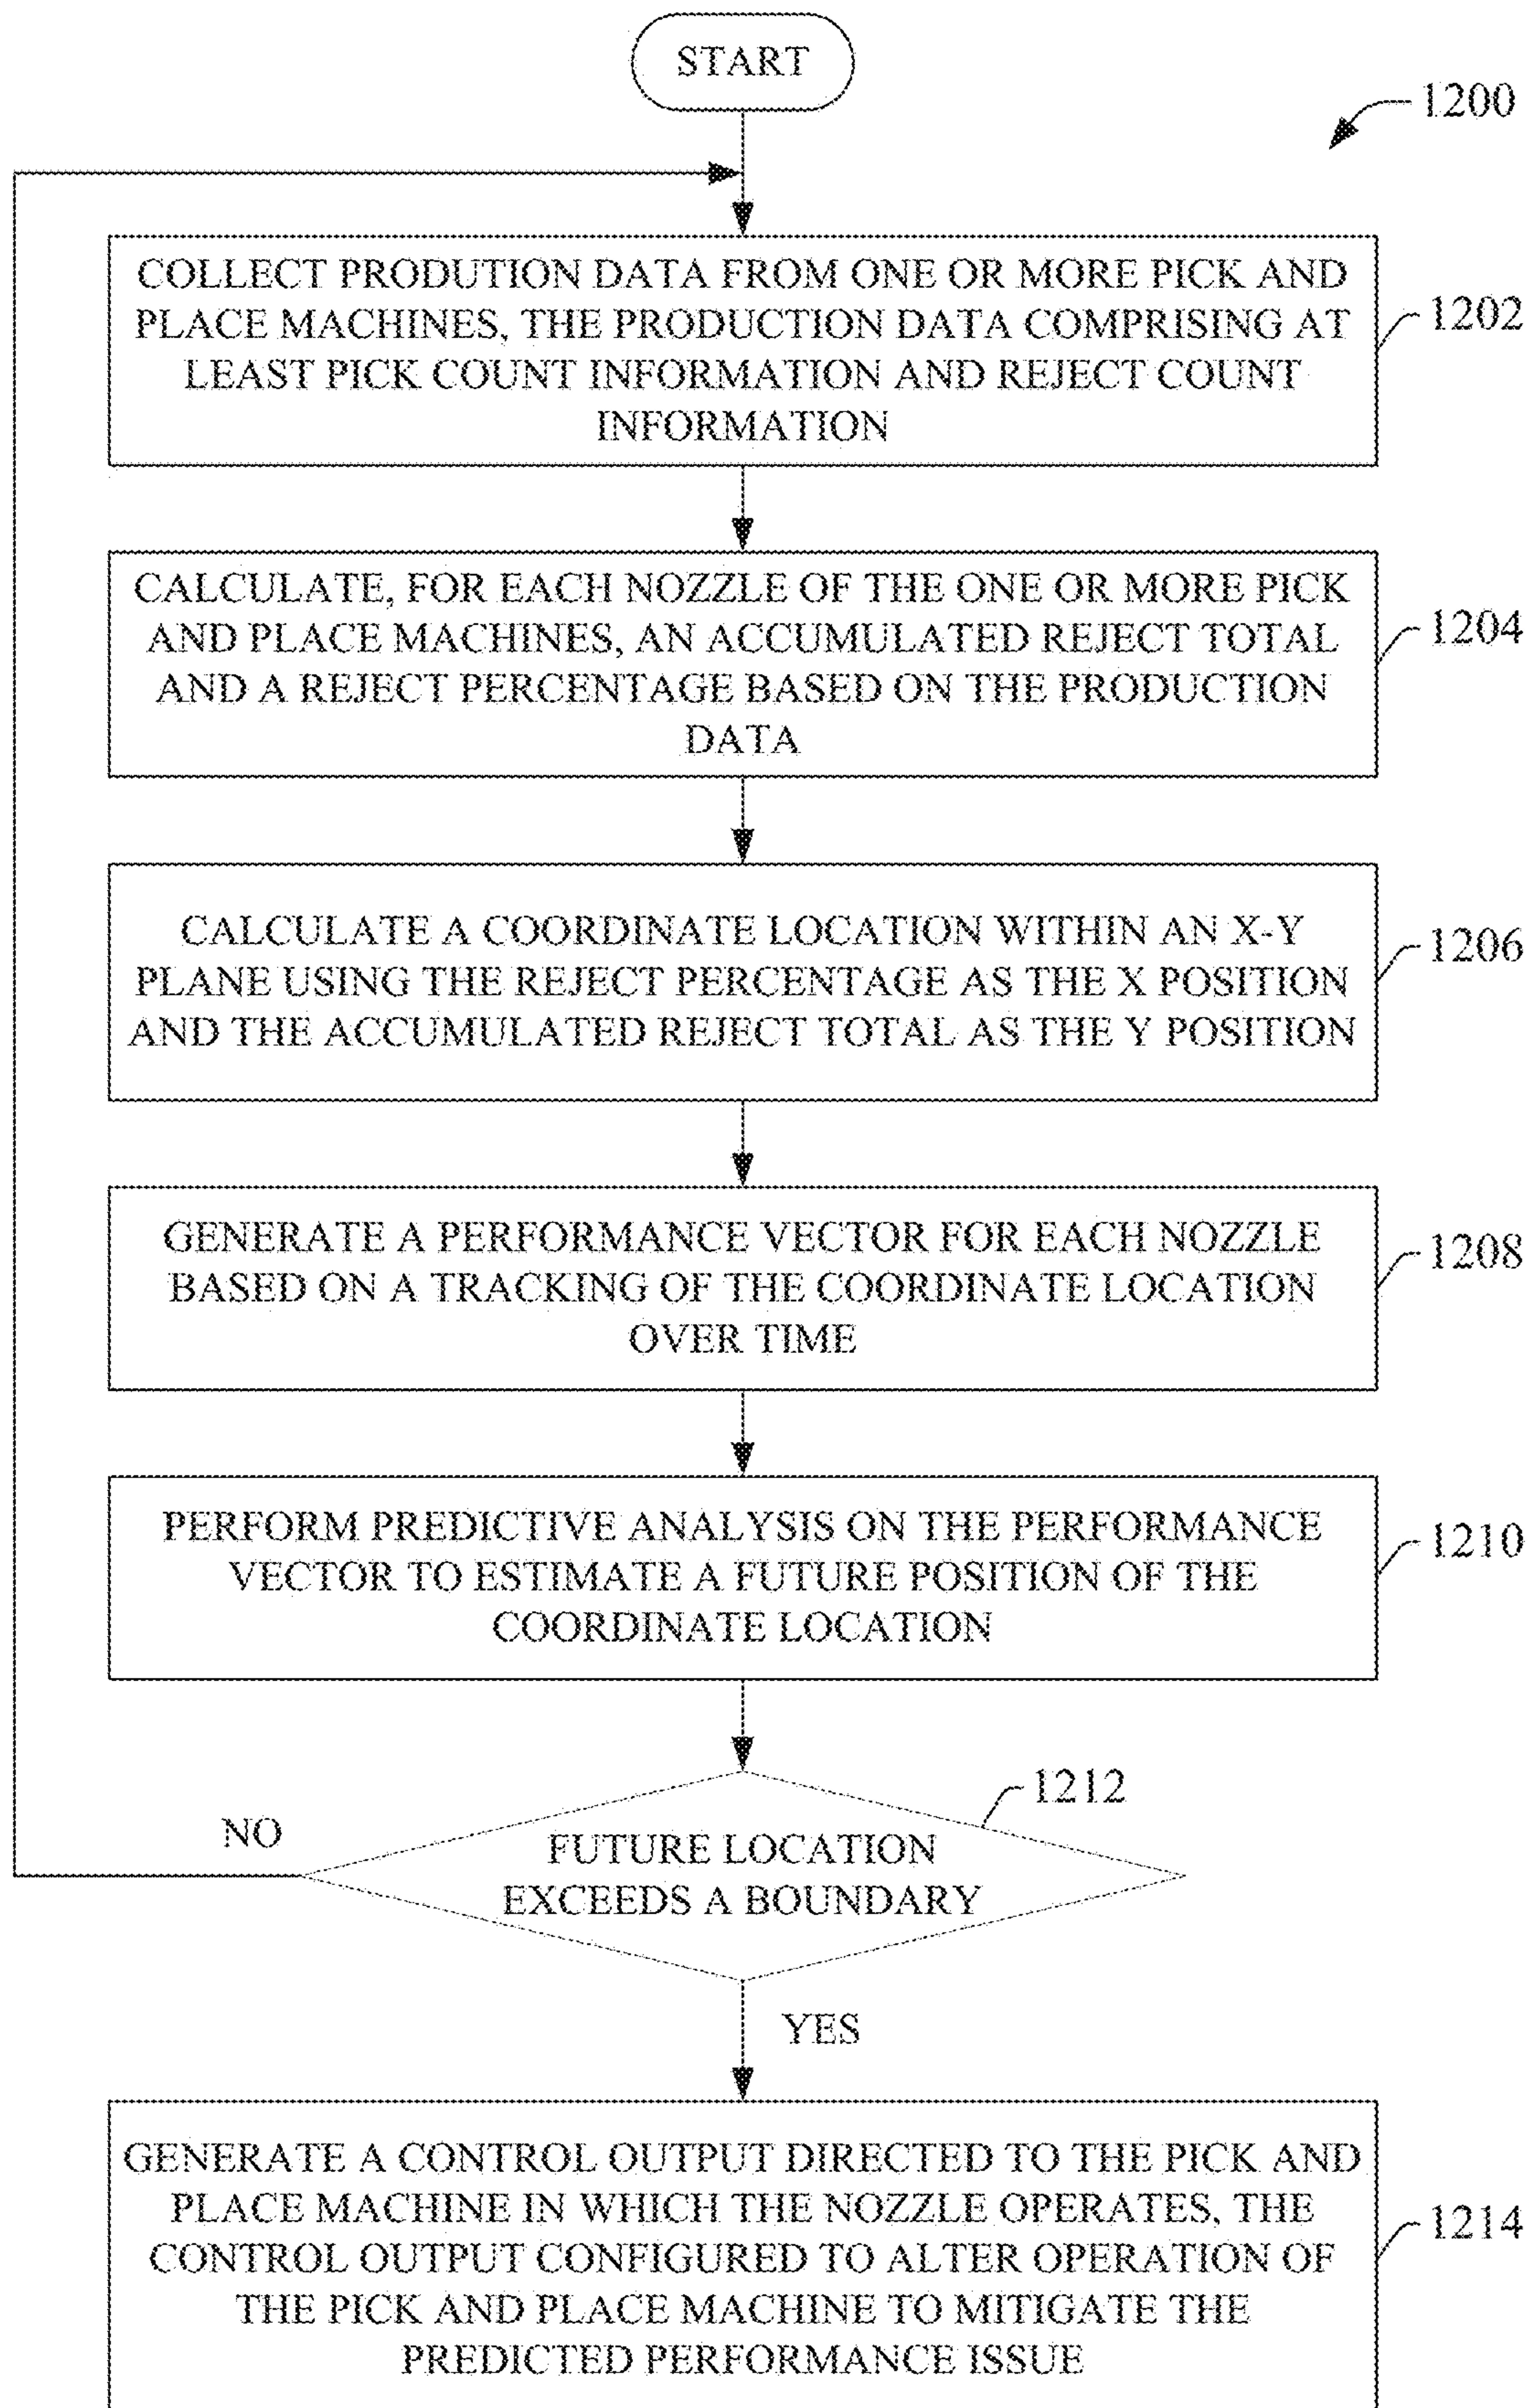 START
1200
COLLECT PRODUTION DATA FROM ONE OR MORE PICK AND
PLACE MACHINES, THE PRODUCTION DATA COMPRISING AT
LEAST PICK COUNT INFORMATION AND REJECT COUNT
INFORMATION
1202
CALCULATE, FOR EACH NOZZLE OF THE ONE OR MORE PICK
AND PLACE MACHINES, AN ACCUMULATED REJECT TOTAL
AND A REJECT PERCENTAGE BASED ON THE PRODUCTION
DATA
1204
CALCULATE A COORDINATE LOCATION WITHIN AN X-Y
PLANE USING THE REJECT PERCENTAGE AS THE X POSITION
AND THE ACCUMULATED REJECT TOTAL AS THE Y POSITION
1206
GENERATE A PERFORMANCE VECTOR FOR EACH NOZZLE
BASED ON A TRACKING OF THE COORDINATE LOCATION
OVER TIME
1208
PERFORM PREDICTIVE ANALYSIS ON THE PERFORMANCE
VECTOR TO ESTIMATE A FUTURE POSITION OF THE
COORDINATE LOCATION
1210
1212
NO
FUTURE LOCATION
EXCEEDS A BOUNDARY
YES
GENERATE A CONTROL OUTPUT DIRECTED TO THE PICK AND
PLACE MACHINE IN WHICH THE NOZZLE OPERATES, THE
CONTROL OUTPUT CONFIGURED TO ALTER OPERATION OF
THE PICK AND PLACE MACHINE TO MITIGATE THE
PREDICTED PERFORMANCE ISSUE
1214